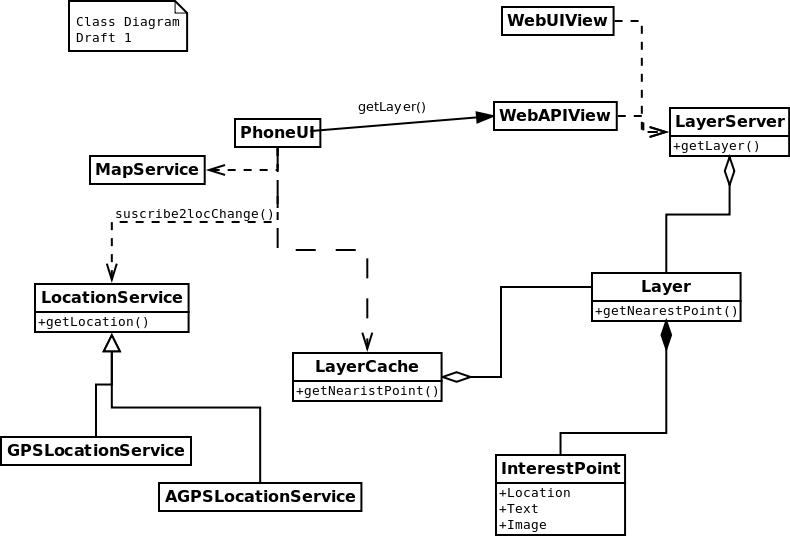 Class Diagram
Draft 1
WebUIView
getLayer()
WebAPIView
LayerServer
+getLayer()
PhoneUI
MapService
suscribe2locChange()
LocationService
+getLocation()
Layer
+getNearestPoint()
LayerCache
+getNearistPoint()
GPSLocationService
AGPSLocationService
InterestPoint
+Location
+Text
+Image